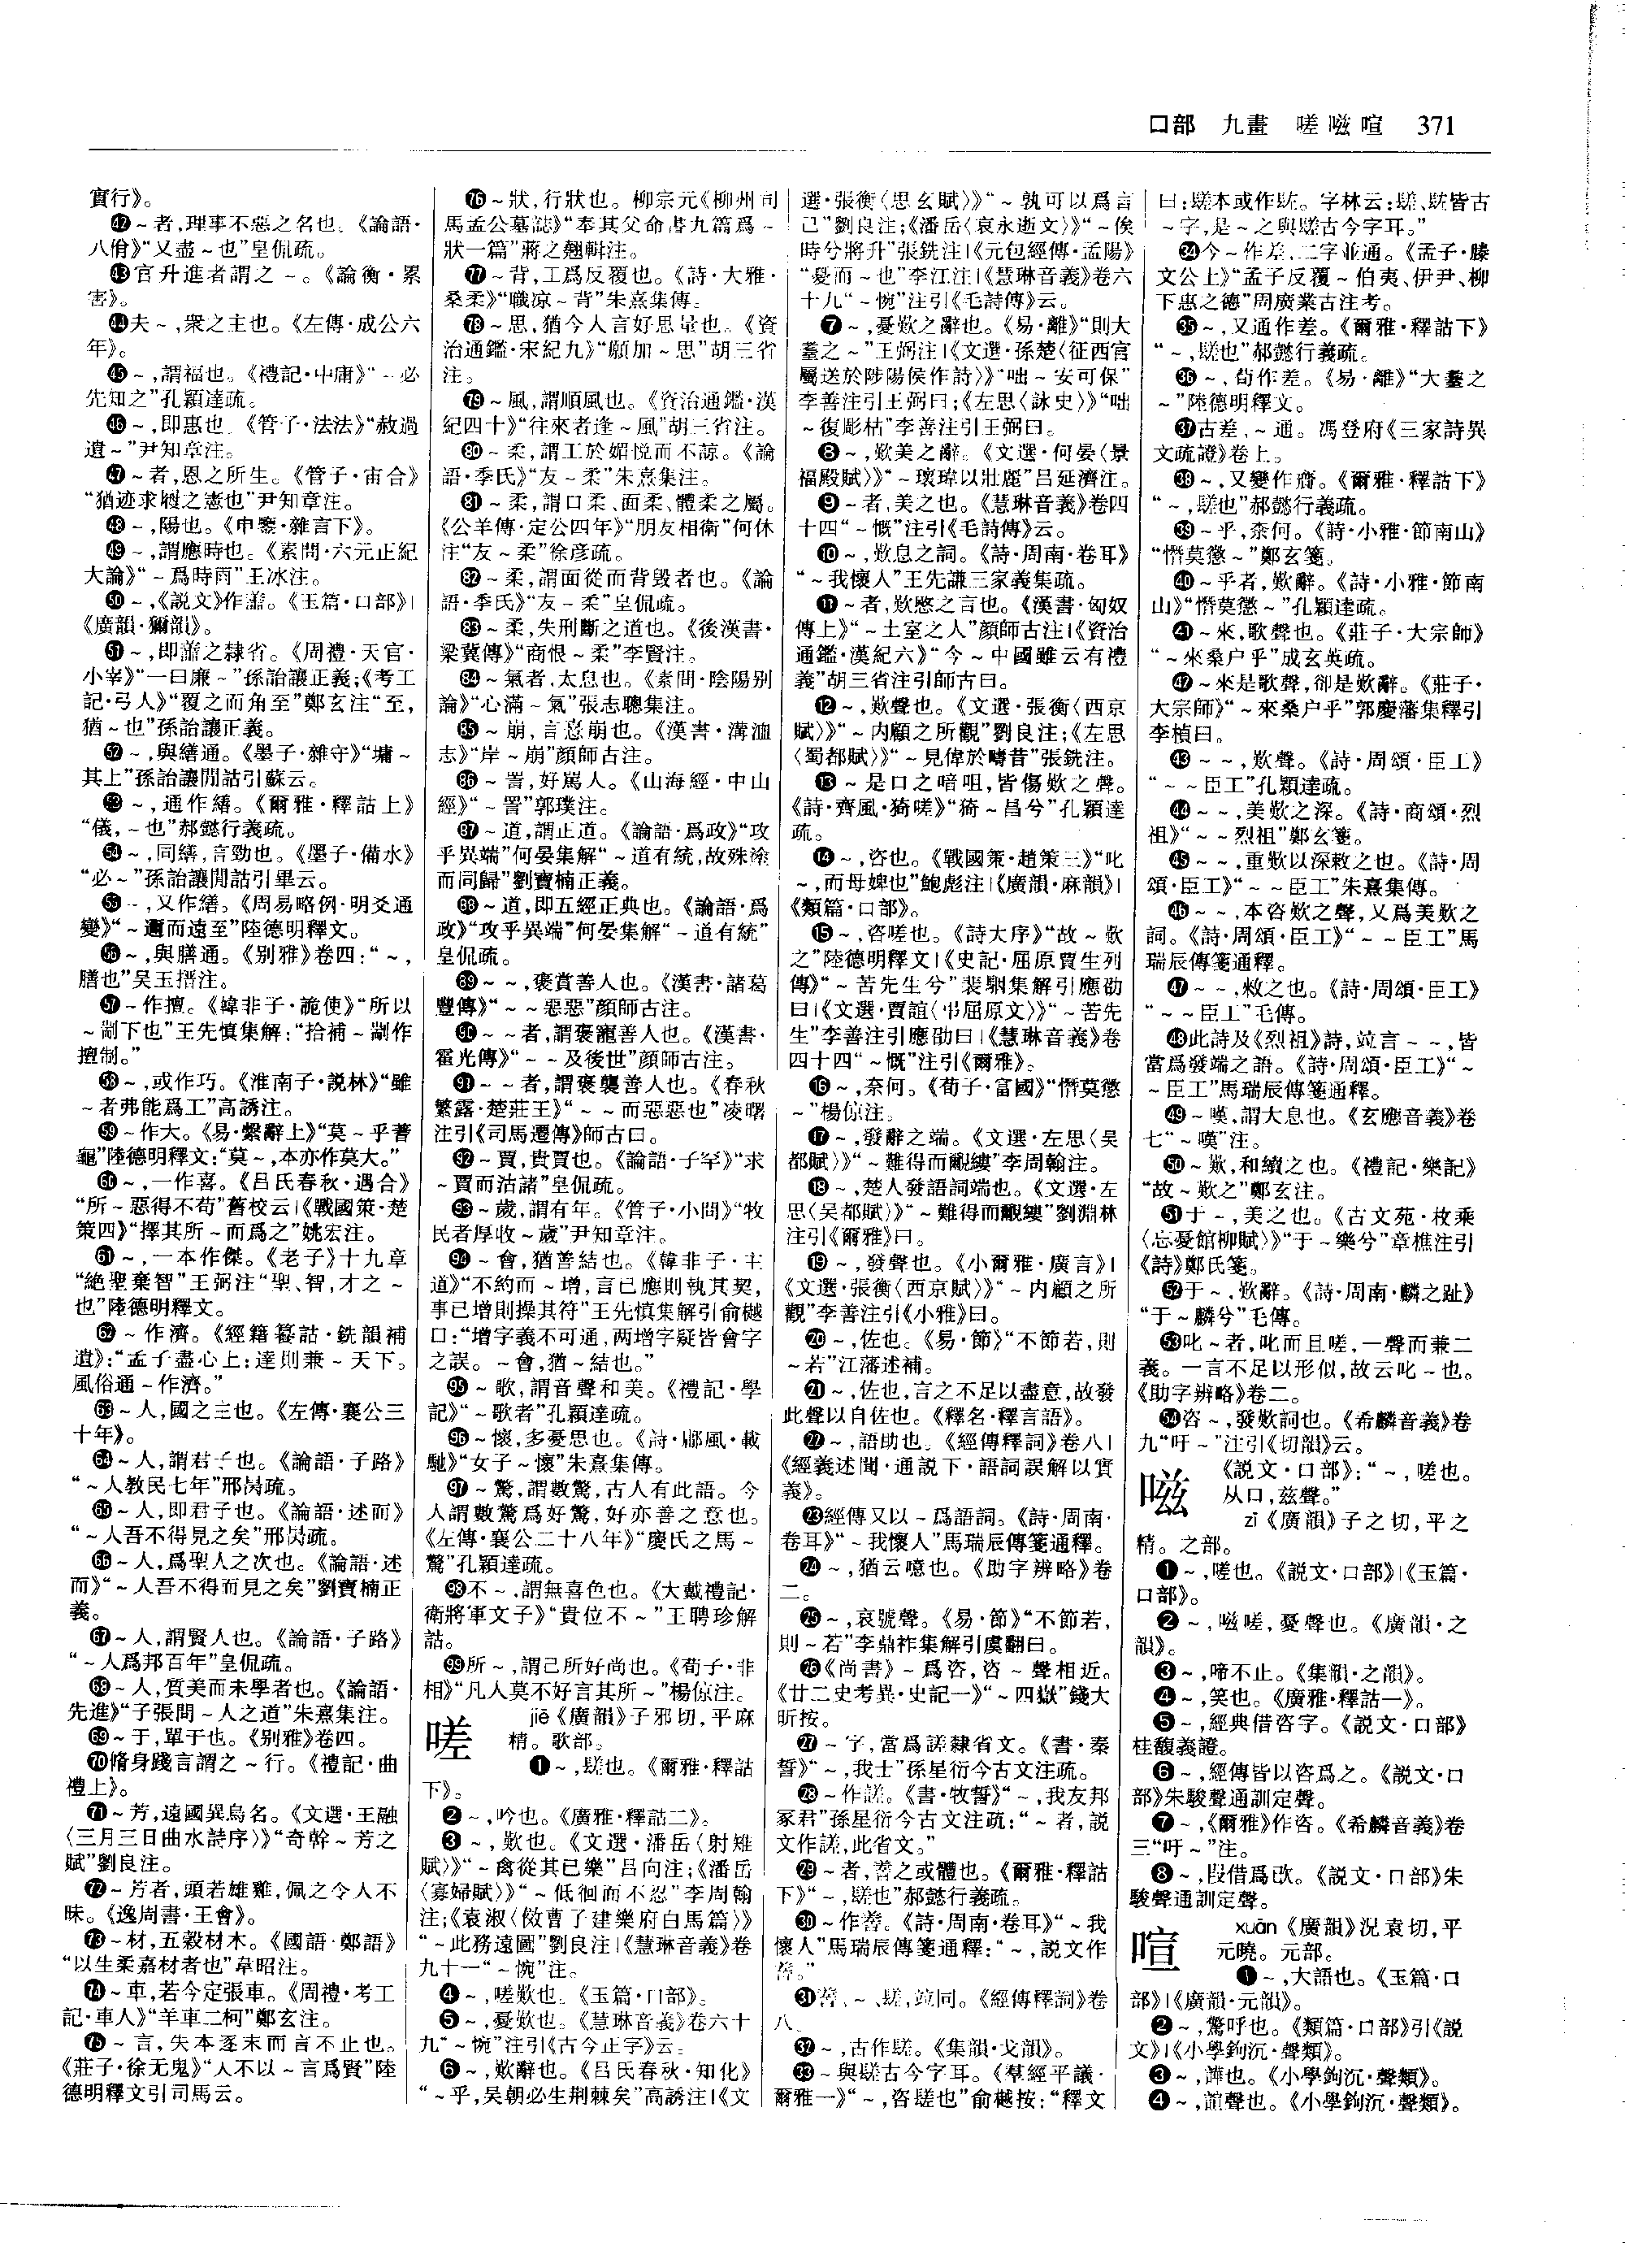 口部 九畫 嗟嗞喧 371
實行》。
㊷～者,理事不惡之名也。《論語·
八佾》“又盡～也”皇侃疏。
㊸官升進者謂之～。《論衡·累
害》。
㊹夫～,衆之主也。《左傳·成公六
年》。
㊺～,謂福也。《禮記·中庸》“～必
先知之”孔穎達疏。
㊻～,即惠也。《管子·法法》“赦過
遺～”尹知章注。
㊼～者,恩之所生。《管子·宙合》
“猶迹求履之憲也”尹知章注。
㊽～,陽也。《申鑒·雜言下》。
㊾～,謂應時也。《素問·六元正紀
大論》“～爲時雨”王冰注。
㊿～,《説文》作譱。《玉篇·口部》|
《廣韻·獮韻》。
51～,即譱之隸省。《周禮·天官·
小宰》“一曰廉～”孫詒讓正義;《考工
記·弓人》“覆之而角至”鄭玄注“至,
猶～也”孫詒讓正義。
52～,與繕通。《墨子·雜守》“墉～
其上”孫詒讓閒詁引蘇云。
53～,通作繕。《爾雅·釋詁上》
“儀,～也”郝懿行義疏。
54～,同繕,言勁也。《墨子·備水》
“必～”孫詒讓閒詁引畢云。
55～,又作繕。《周易略例·明爻通
變》“～邇而遠至”陸德明釋文。
56～,與膳通。《别雅》卷四:“～,
膳也”吴玉搢注。
57～作擅。《韓非子·詭使》“所以
～剬下也”王先慎集解:“拾補～剬作
擅制。”
58～,或作巧。《淮南子·説林》“雖
～者弗能爲工”高誘注。
59～作大。《易·繫辭上》“莫～乎蓍
龜”陸德明釋文:“莫～,本亦作莫大。”
60～,一作喜。《吕氏春秋·遇合》
“所～惡得不苟”舊校云|《戰國策·楚
策四》“擇其所～而爲之”姚宏注。
61～,一本作傑。《老子》十九章
“絶聖棄智”王弼注“聖、智,才之～
也”陸德明釋文。
62～作濟。《經籍籑詁·銑韻補
遺》:“孟子盡心上:達則兼～天下。
風俗通～作濟。”
63～人,國之主也。《左傳·襄公三
十年》。
64～人,謂君子也。《論語·子路》
“～人教民七年”邢昺疏。
65～人,即君子也。《論語·述而》
“～人吾不得見之矣”邢昺疏。
66～人,爲聖人之次也。《論語·述
而》“～人吾不得而見之矣”劉寶楠正
義。
67～人,謂賢人也。《論語·子路》
“～人爲邦百年”皇侃疏。
68～人,質美而未學者也。《論語·
先進》“子張問～人之道”朱熹集注。
69～于,單于也。《别雅》卷四。
70脩身踐言謂之～行。《禮記·曲
禮上》。
71～芳,遠國異鳥名。《文選·王融
〈三月三日曲水詩序〉》“奇幹～芳之
賦”劉良注。
72～芳者,頭若雄雞,佩之令人不
昧。《逸周書·王會》。
73～材,五穀材木。《國語·鄭語》
“以生柔嘉材者也”韋昭注。
74～車,若今定張車。《周禮·考工
記·車人》“羊車二柯”鄭玄注。
75～言,失本逐末而言不止也。
《莊子·徐无鬼》“人不以～言爲賢”陸
德明釋文引司馬云。
76～狀,行狀也。柳宗元《柳州司
馬孟公墓誌》“奉其父命書九篇爲～
狀一篇”蔣之翹輯注。
77～背,工爲反覆也。《詩·大雅·
桑柔》“職凉～背”朱熹集傳。
78～思,猶今人言好思量也。《資
治通鑑·宋紀九》“願加～思”胡三省
注。
79～風,謂順風也。《資治通鑑·漢
紀四十》“往來者逢～風”胡三省注。
80～柔,謂工於媚悦而不諒。《論
語·季氏》“友～柔”朱熹集注。
81～柔,謂口柔、面柔、體柔之屬。
《公羊傳·定公四年》“朋友相衛”何休
注“友～柔”徐彦疏。
82～柔,謂面從而背毁者也。《論
語·季氏》“友～柔”皇侃疏。
83～柔,失刑斷之道也。《後漢書·
梁冀傳》“商恨～柔”李賢注。
84～氣者,太息也。《素問·陰陽别
論》“心滿～氣”張志聰集注。
85～崩,言憙崩也。《漢書·溝洫
志》“岸～崩”顔師古注。
86～詈,好駡人。《山海經·中山
經》“～詈”郭璞注。
87～道,謂正道。《論語·爲政》“攻
乎異端”何晏集解“～道有統,故殊塗
而同歸”劉寶楠正義。
88～道,即五經正典也。《論語·爲
政》“攻乎異端”何晏集解“～道有統”
皇侃疏。
89～～,褒賞善人也。《漢書·諸葛
豐傳》“～～惡惡”顔師古注。
90～～者,謂褒寵善人也。《漢書·
霍光傳》“～～及後世”顔師古注。
91～～者,謂褒襲善人也。《春秋
繁露·楚莊王》“～～而惡惡也”凌曙
注引《司馬遷傳》師古曰。
92～賈,貴賈也。《論語·子罕》“求
～賈而沽諸”皇侃疏。
93～歲,謂有年。《管子·小問》“牧
民者厚收～歲”尹知章注。
94～會,猶善結也。《韓非子·主
道》“不約而～增,言已應則執其契,
事已增則操其符”王先慎集解引俞樾
曰:“增字義不可通,两增字疑皆會字
之誤。～會,猶～結也。”
95～歌,謂音聲和美。《禮記·學
記》“～歌者”孔穎達疏。
96～懷,多憂思也。《詩·鄘風·載
馳》“女子～懷”朱熹集傳。
97～驚,謂數驚,古人有此語。今
人謂數驚爲好驚,好亦善之意也。
《左傳·襄公二十八年》“慶氏之馬～
驚”孔穎達疏。
98不～,謂無喜色也。《大戴禮記·
衛將軍文子》“貴位不～”王聘珍解
詁。
99所～,謂己所好尚也。《荀子·非
相》“凡人莫不好言其所～”楊倞注。
嗟 jiē《廣韻》子邪切,平麻
精。歌部。
❶～,𧨳也。《爾雅·釋詁
下》。
❷～,吟也。《廣雅·釋詁二》。
❸～,歎也。《文選·潘岳〈射雉
賦〉》“～禽從其已樂”吕向注;《潘岳
〈寡婦賦〉》“～低徊而不忍”李周翰
注;《袁淑〈傚曹子建樂府白馬篇〉》
“～此務遠圖”劉良注|《慧琳音義》卷
九十一“～惋”注。
❹～,嗟歎也。《玉篇·口部》。
❺～,憂歎也。《慧琳音義》卷六十
九“～惋”注引《古今正字》云。
❻～,歎辭也。《吕氏春秋·知化》
“～乎,吴朝必生荆棘矣”高誘注|《文
選·張衡〈思玄賦〉》“～孰可以爲言
己”劉良注;《潘岳〈哀永逝文〉》“～俟
時兮將升”張銑注|《元包經傳·孟陽》
“憂而～也”李江注|《慧琳音義》卷六
十九“～惋”注引《毛詩傳》云。
❼～,憂歎之辭也。《易·離》“則大
耋之～”王弼注|《文選·孫楚〈征西官
屬送於陟陽侯作詩〉》“咄～安可保”
李善注引王弼曰;《左思〈詠史〉》“咄
～復彫枯”李善注引王弼曰。
❽～,歎美之辭。《文選·何晏〈景
福殿賦〉》“～瓌瑋以壯麗”吕延濟注。
❾～者,美之也。《慧琳音義》卷四
十四“～慨”注引《毛詩傳》云。
❿～,歎息之詞。《詩·周南·卷耳》
“～我懷人”王先謙三家義集疏。
⓫～者,歎愍之言也。《漢書·匈奴
傳上》“～土室之人”顔師古注|《資治
通鑑·漢紀六》“今～中國雖云有禮
義”胡三省注引師古曰。
⓬～,歎聲也。《文選·張衡〈西京
賦〉》“～内顧之所觀”劉良注;《左思
〈蜀都賦〉》“～見偉於疇昔”張銑注。
⓭～是口之喑咀,皆傷歎之聲。
《詩·齊風·猗嗟》“猗～昌兮”孔穎達
疏。
⓮～,咨也。《戰國策·趙策三》“叱
～,而母婢也”鮑彪注|《廣韻·麻韻》|
《類篇·口部》。
⓯～,咨嗟也。《詩大序》“故～歎
之”陸德明釋文|《史記·屈原賈生列
傳》“～苦先生兮”裴駰集解引應劭
曰|《文選·賈誼〈弔屈原文〉》“～苦先
生”李善注引應劭曰|《慧琳音義》卷
四十四“～慨”注引《爾雅》。
⓰～,奈何。《荀子·富國》“憯莫懲
～”楊倞注。
⓱～,發辭之端。《文選·左思〈吴
都賦〉》“～難得而覼縷”李周翰注。
⓲～,楚人發語詞端也。《文選·左
思〈吴都賦〉》“～難得而覼縷”劉淵林
注引《爾雅》曰。
⓳～,發聲也。《小爾雅·廣言》|
《文選·張衡〈西京賦〉》“～内顧之所
觀”李善注引《小雅》曰。
⓴～,佐也。《易·節》“不節若,則
～若”江藩述補。
㉑～,佐也,言之不足以盡意,故發
此聲以自佐也。《釋名·釋言語》。
㉒～,語助也。《經傳釋詞》卷八|
《經義述聞·通説下·語詞誤解以實
義》。
㉓經傳又以～爲語詞。《詩·周南·
卷耳》“～我懷人”馬瑞辰傳箋通釋。
㉔～,猶云噫也。《助字辨略》卷
二。
㉕～,哀號聲。《易·節》“不節若,
則～若”李鼎祚集解引虞翻曰。
㉖《尚書》～爲咨,咨～聲相近。
《廿二史考異·史記一》“～四嶽”錢大
昕按。
㉗～字,當爲𧪘隸省文。《書·秦
誓》“～,我士”孫星衍今古文注疏。
㉘～作𧪘。《書·牧誓》“～,我友邦
冢君”孫星衍今古文注疏:“～者,説
文作𧪘,此省文。”
㉙～者,𧨳之或體也。《爾雅·釋詁
下》“～,𧨳也”郝懿行義疏。
㉚～作𧪘。《詩·周南·卷耳》“～我
懷人”馬瑞辰傳箋通釋:“～,説文作
𧪘。”
㉛𧪘、～、𧨳,竝同。《經傳釋詞》卷
八。
㉜～,古作𧨳。《集韻·戈韻》。
㉝～與𧨳古今字耳。《羣經平議·
爾雅一》“～,咨𧨳也”俞樾按:“釋文
曰:𧨳本或作䟫。字林云:𧨳、䟫皆古
～字,是～之與𧨳古今字耳。”
㉞今～作差,二字並通。《孟子·滕
文公上》“孟子反覆～伯夷、伊尹、柳
下惠之德”周廣業古注考。
㉟～,又通作差。《爾雅·釋詁下》
“～,𧨳也”郝懿行義疏。
㊱～,荀作差。《易·離》“大耋之
～”陸德明釋文。
㊲古差、～通。馮登府《三家詩異
文疏證》卷上。
㊳～,又變作齹。《爾雅·釋詁下》
“～,𧨳也”郝懿行義疏。
㊴～乎,奈何。《詩·小雅·節南山》
“憯莫懲～”鄭玄箋。
㊵～乎者,歎辭。《詩·小雅·節南
山》“憯莫懲～”孔穎達疏。
㊶～來,歌聲也。《莊子·大宗師》
“～來桑户乎”成玄英疏。
㊷～來是歌聲,卻是歎辭。《莊子·
大宗師》“～來桑户乎”郭慶藩集釋引
李楨曰。
㊸～～,歎聲。《詩·周頌·臣工》
“～～臣工”孔穎達疏。
㊹～～,美歎之深。《詩·商頌·烈
祖》“～～烈祖”鄭玄箋。
㊺～～,重歎以深敕之也。《詩·周
頌·臣工》“～～臣工”朱熹集傳。
㊻～～,本咨歎之聲,又爲美歎之
詞。《詩·周頌·臣工》“～～臣工”馬
瑞辰傳箋通釋。
㊼～～,敕之也。《詩·周頌·臣工》
“～～臣工”毛傳。
㊽此詩及《烈祖》詩,竝言～～,皆
當爲發端之語。《詩·周頌·臣工》“～
～臣工”馬瑞辰傳箋通釋。
㊾～嘆,謂大息也。《玄應音義》卷
七“～嘆”注。
㊿～歎,和續之也。《禮記·樂記》
“故～歎之”鄭玄注。
51于～,美之也。《古文苑·枚乘
〈忘憂館柳賦〉》“于～樂兮”章樵注引
《詩》鄭氏箋。
52于～,歎辭。《詩·周南·麟之趾》
“于～麟兮”毛傳。
53叱～者,叱而且嗟,一聲而兼二
義。一言不足以形似,故云叱～也。
《助字辨略》卷二。
54咨～,發歎詞也。《希麟音義》卷
九“吁～”注引《切韻》云。
嗞 《説文·口部》:“～,嗟也。
从口,兹聲。”
zī《廣韻》子之切,平之
精。之部。
❶～,嗟也。《説文·口部》|《玉篇·
口部》。
❷～,嗞嗟,憂聲也。《廣韻·之
韻》。
❸～,啼不止。《集韻·之韻》。
❹～,笑也。《廣雅·釋詁一》。
❺～,經典借咨字。《説文·口部》
桂馥義證。
❻～,經傳皆以咨爲之。《説文·口
部》朱駿聲通訓定聲。
❼～,《爾雅》作咨。《希麟音義》卷
三“吁～”注。
❽～,叚借爲㰷。《説文·口部》朱
駿聲通訓定聲。
喧 xuān《廣韻》況袁切,平
元曉。元部。
❶～,大語也。《玉篇·口
部》|《廣韻·元韻》。
❷～,驚呼也。《類篇·口部》引《説
文》|《小學鉤沉·聲類》。
❸～,譁也。《小學鉤沉·聲類》。
❹～,諠聲也。《小學鉤沉·聲類》。